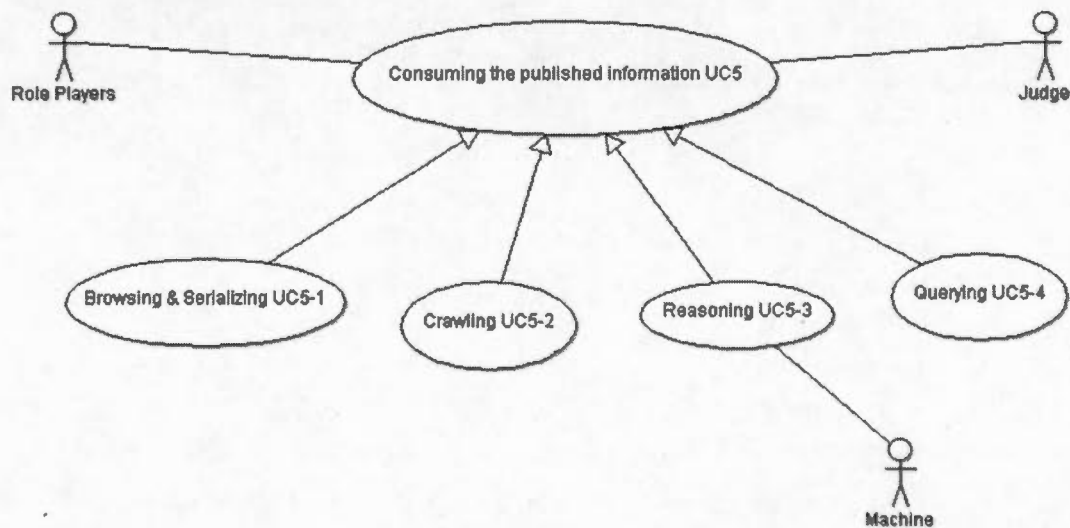 Consuming the published information UC5
Role Players
Judge
Browsing & Serializing UC5-1
Crawling UC5-2
Reasoning UC5-3
Querying UC5-4
Machine